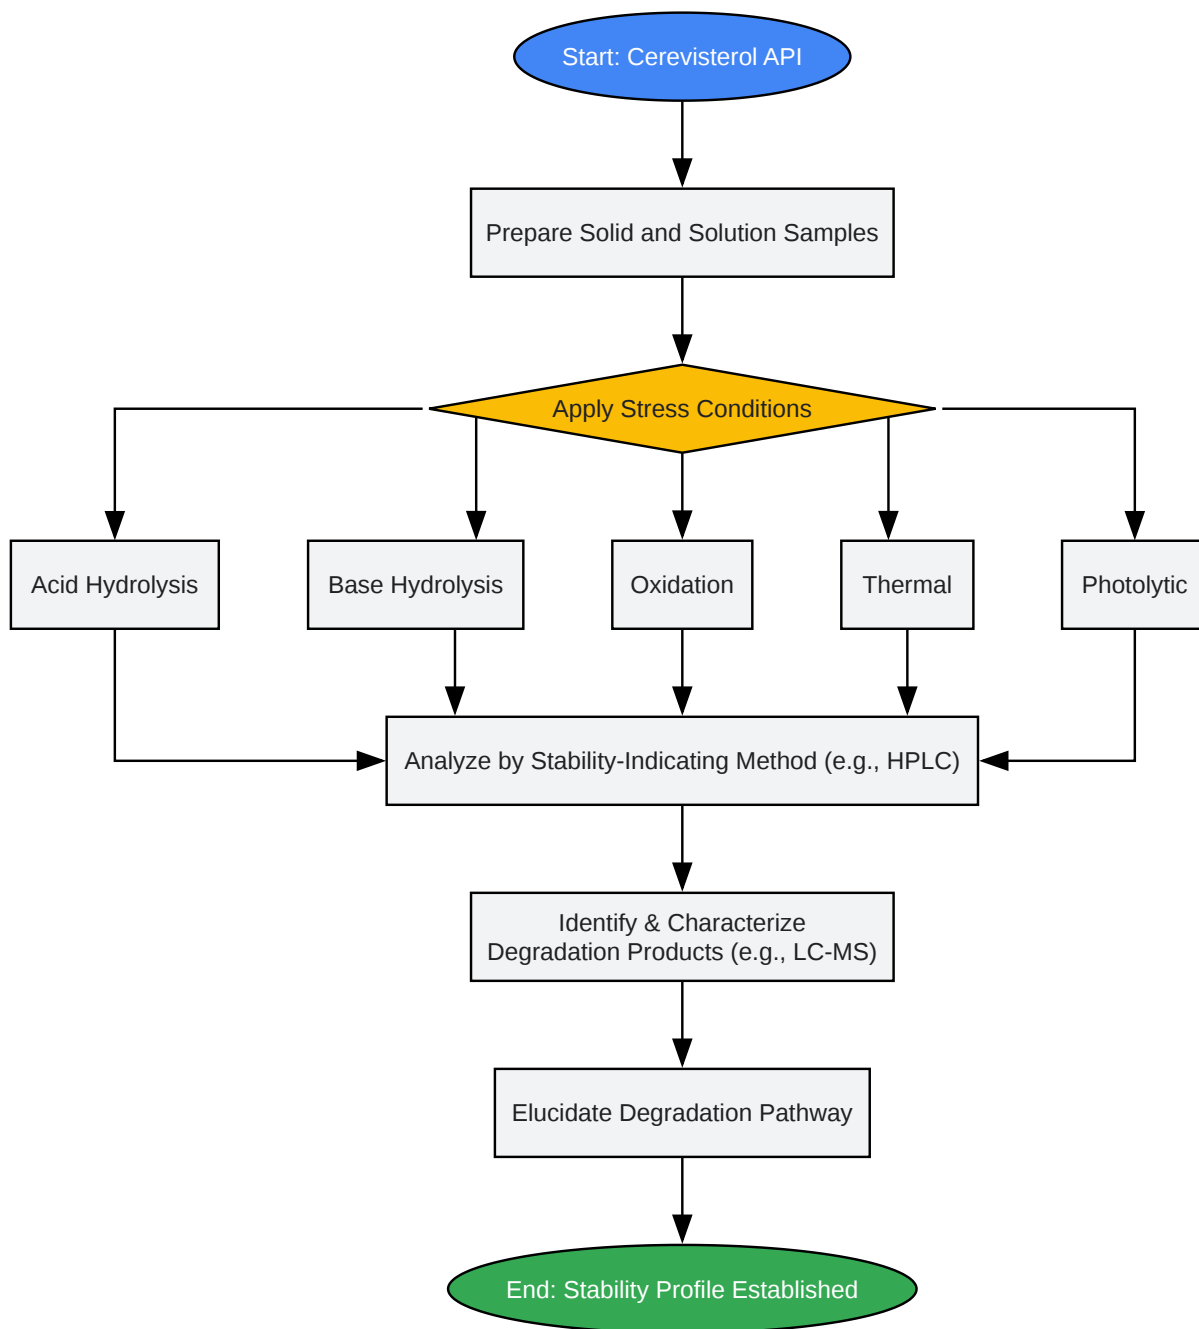 Start: Cerevisterol API
Prepare Solid and Solution Samples
Apply Stress Conditions
Acid Hydrolysis
Base Hydrolysis
Oxidation
Thermal
Photolytic
Analyze by Stability-Indicating Method (e.g., HPLC)
Identify & Characterize
Degradation Products (e.g., LC-MS)
Elucidate Degradation Pathway
End: Stability Profile Established